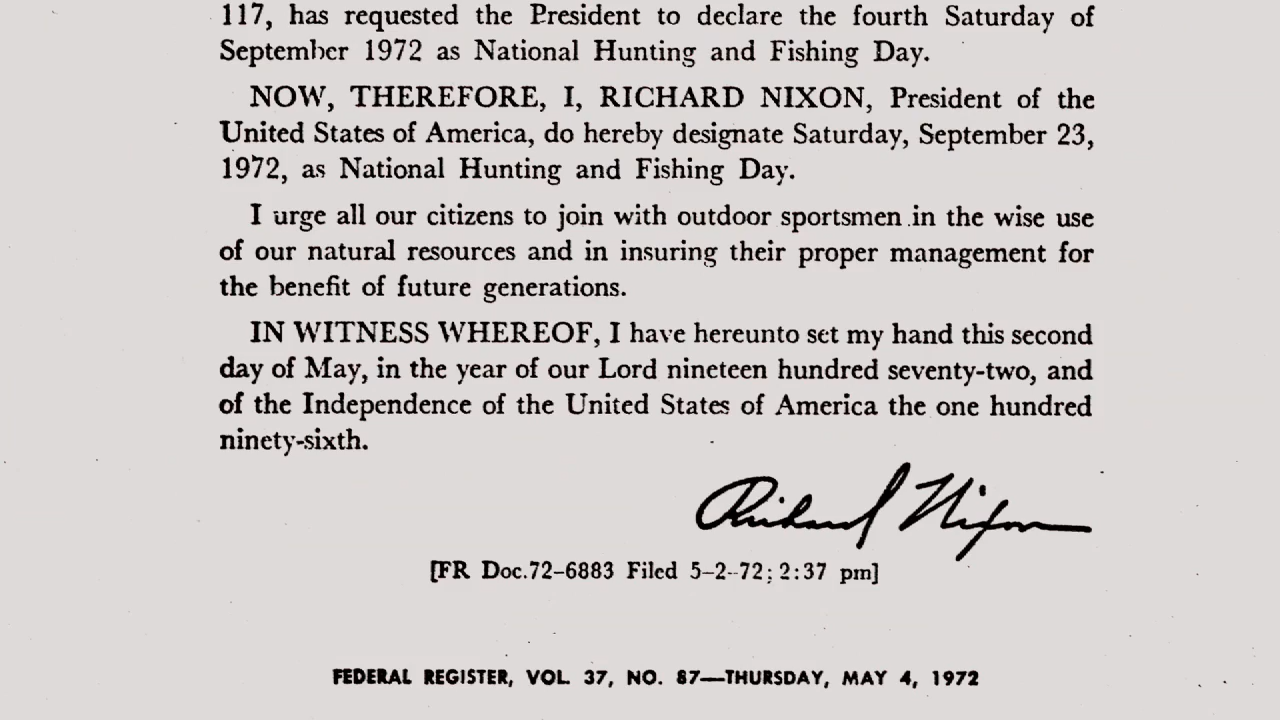 117, has requested the President to declare the fourth Saturday of
September 1972 as National Hunting and Fishing Day.
NOW, THEREFORE, I, RICHARD NIXON, President of the
United States of America, do hereby designate Saturday, September 23,
1972, as National Hunting and Fishing Day.
I urge all our citizens to join with outdoor sportsmen in the wise use
of our natural resources and in insuring their proper management for
the benefit of future generations.
IN WITNESS WHEREOF, I have hereunto set my hand this second
day of May, in the year of our Lord nineteen hundred seventy-two, and
of the Independence of the United States of America the one hundred
ninety-sixth.
Richard Nixon
[FR Doc.72–6883 Filed 5–2–72; 2:37 pm]
FEDERAL REGISTER, VOL. 37, NO. 87—THURSDAY, MAY 4, 1972